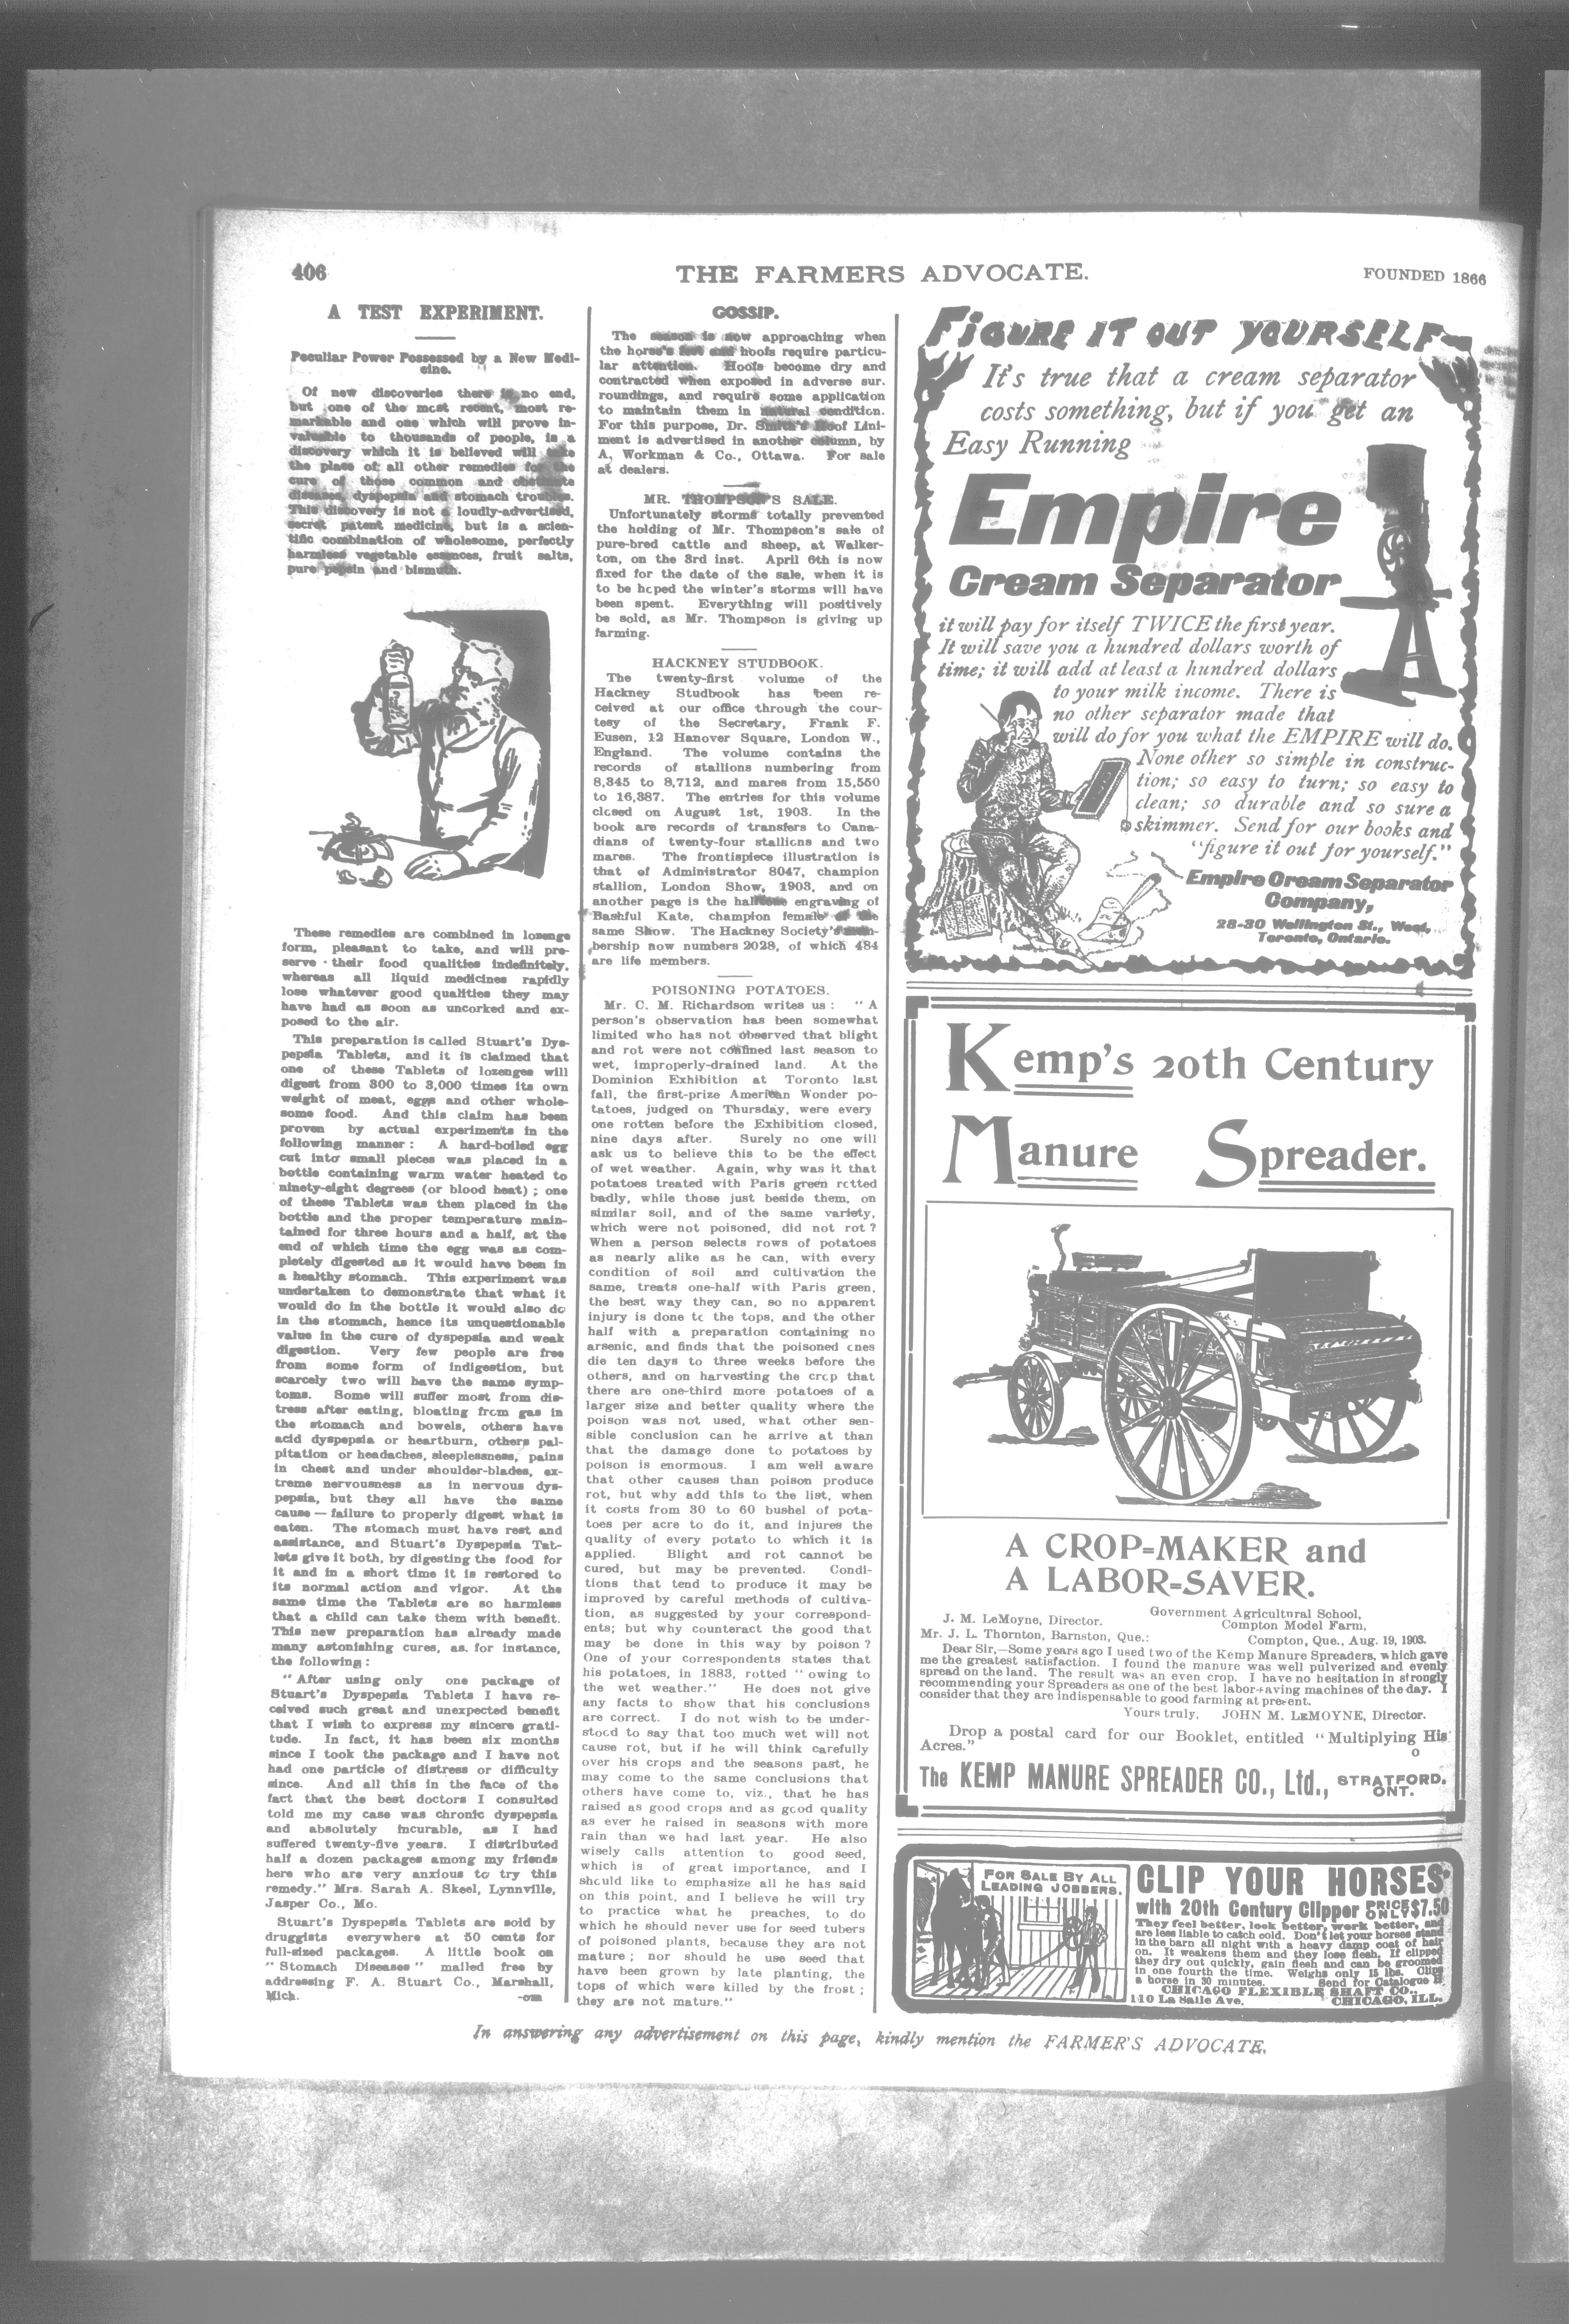 406
THE FARMERS ADVOCATE.
FOUNDED 1866
A TEST EXPERIMENT.
Peculiar Power Possessed by a New Medi-
cine.
Of new discoveries there is no end,
but one of the most recent, most re-
markable and one which will prove in-
valuable to thousands of people, is a
discovery which it is believed will take
the place of all other remedies for the
cure of those common and obstinate
diseases, dyspepsia and stomach troubles.
This discovery is not a loudly-advertised,
secret patent medicine, but is a scien-
tific combination of wholesome, perfectly
harmless vegetable essences, fruit salts,
pure pepsin and bismuth.
These remedies are combined in lozenge
form, pleasant to take, and will pre-
serve their food qualities indefinitely,
whereas all liquid medicines rapidly
lose whatever good qualities they may
have had as soon as uncorked and ex-
posed to the air.
This preparation is called Stuart's Dys-
pepsia Tablets, and it is claimed that
one of these Tablets of lozenges will
digest from 300 to 3,000 times its own
weight of meat, eggs and other whole-
some food. And this claim has been
proven by actual experiments in the
following manner : A hard-boiled egg
cut into small pieces was placed in a
bottle containing warm water heated to
ninety-eight degrees (or blood heat) ; one
of these Tablets was then placed in the
bottle and the proper temperature main-
tained for three hours and a half, at the
end of which time the egg was as com-
pletely digested as it would have been in
a healthy stomach. This experiment was
undertaken to demonstrate that what it
would do in the bottle it would also do
in the stomach, hence its unquestionable
value in the cure of dyspepsia and weak
digestion. Very few people are free
from some form of indigestion, but
scarcely two will have the same symp-
toms. Some will suffer most from dis-
tress after eating, bloating from gas in
the stomach and bowels, others have
acid dyspepsia or heartburn, others pal-
pitation or headaches, sleeplessness, pains
in chest and under shoulder-blades, ex-
treme nervousness as in nervous dys-
pepsia, but they all have the same
cause — failure to properly digest what is
eaten. The stomach must have rest and
assistance, and Stuart's Dyspepsia Tab-
lets give it both, by digesting the food for
it and in a short time it is restored to
its normal action and vigor. At the
same time the Tablets are so harmless
that a child can take them with benefit.
This new preparation has already made
many astonishing cures, as, for instance,
the following :
" After using only one package of
Stuart's Dyspepsia Tablets I have re-
ceived such great and unexpected benefit
that I wish to express my sincere grati-
tude. In fact, it has been six months
since I took the package and I have not
had one particle of distress or difficulty
since. And all this in the face of the
fact that the best doctors I consulted
told me my case was chronic dyspepsia
and absolutely incurable, as I had
suffered twenty-five years. I distributed
half a dozen packages among my friends
here who are very anxious to try this
remedy." Mrs. Sarah A. Skeel, Lynnville,
Jasper Co., Mo.
Stuart's Dyspepsia Tablets are sold by
druggists everywhere at 50 cents for
full-sized packages. A little book on
" Stomach Diseases " mailed free by
addressing F. A. Stuart Co., Marshall,
Mich. -om
GOSSIP.
The season is now approaching when
the horse's feet and hoofs require particu-
lar attention. Hoofs become dry and
contracted when exposed in adverse sur-
roundings, and require some application
to maintain them in natural condition.
For this purpose, Dr. Smith's Hoof Lini-
ment is advertised in another column, by
A. Workman & Co., Ottawa. For sale
at dealers.
MR. THOMPSON'S SALE.
Unfortunately storms totally prevented
the holding of Mr. Thompson's sale of
pure-bred cattle and sheep, at Walker-
ton, on the 3rd inst. April 6th is now
fixed for the date of the sale, when it is
to be hoped the winter's storms will have
been spent. Everything will positively
be sold, as Mr. Thompson is giving up
farming.
HACKNEY STUDBOOK.
The twenty-first volume of the
Hackney Studbook has been re-
ceived at our office through the cour-
tesy of the Secretary, Frank F.
Eusen, 12 Hanover Square, London W.,
England. The volume contains the
records of stallions numbering from
8,345 to 8,712, and mares from 15,550
to 16,387. The entries for this volume
closed on August 1st, 1903. In the
book are records of transfers to Cana-
dians of twenty-four stallions and two
mares. The frontispiece illustration is
that of Administrator 8047, champion
stallion, London Show, 1903, and on
another page is the halftone engraving of
Bashful Kate, champion female of the
same Show. The Hackney Society's mem-
bership now numbers 2028, of which 484
are life members.
POISONING POTATOES.
Mr. C. M. Richardson writes us : " A
person's observation has been somewhat
limited who has not observed that blight
and rot were not confined last season to
wet, improperly-drained land. At the
Dominion Exhibition at Toronto last
fall, the first-prize American Wonder po-
tatoes, judged on Thursday, were every
one rotten before the Exhibition closed,
nine days after. Surely no one will
ask us to believe this to be the effect
of wet weather. Again, why was it that
potatoes treated with Paris green rotted
badly, while those just beside them, on
similar soil, and of the same variety,
which were not poisoned, did not rot ?
When a person selects rows of potatoes
as nearly alike as he can, with every
condition of soil and cultivation the
same, treats one-half with Paris green,
the best way they can, so no apparent
injury is done to the tops, and the other
half with a preparation containing no
arsenic, and finds that the poisoned ones
die ten days to three weeks before the
others, and on harvesting the crop that
there are one-third more potatoes of a
larger size and better quality where the
poison was not used, what other sen-
sible conclusion can he arrive at than
that the damage done to potatoes by
poison is enormous. I am well aware
that other causes than poison produce
rot, but why add this to the list, when
it costs from 30 to 60 bushel of pota-
toes per acre to do it, and injures the
quality of every potato to which it is
applied. Blight and rot cannot be
cured, but may be prevented. Condi-
tions that tend to produce it may be
improved by careful methods of cultiva-
tion, as suggested by your correspond-
ents; but why counteract the good that
may be done in this way by poison ?
One of your correspondents states that
his potatoes, in 1883, rotted " owing to
the wet weather." He does not give
any facts to show that his conclusions
are correct. I do not wish to be under-
stood to say that too much wet will not
cause rot, but if he will think carefully
over his crops and the seasons past, he
may come to the same conclusions that
others have come to, viz., that he has
raised as good crops and as good quality
as ever he raised in seasons with more
rain than we had last year. He also
wisely calls attention to good seed,
which is of great importance, and I
should like to emphasize all he has said
on this point, and I believe he will try
to practice what he preaches, to do
which he should never use for seed tubers
of poisoned plants, because they are not
mature ; nor should he use seed that
have been grown by late planting, the
tops of which were killed by the frost ;
they are not mature."
FIGURE IT OUT YOURSELF
It's true that a cream separator
costs something, but if you get an
Easy Running
Empire
Cream Separator
it will pay for itself TWICE the first year.
It will save you a hundred dollars worth of
time; it will add at least a hundred dollars
to your milk income. There is
no other separator made that
will do for you what the EMPIRE will do.
None other so simple in construc-
tion; so easy to turn; so easy to
clean; so durable and so sure a
skimmer. Send for our books and
"figure it out for yourself."
Empire Cream Separator
Company,
28-30 Wellington St., West,
Toronto, Ontario.
Kemp's 20th Century
Manure Spreader.
A CROP=MAKER and
A LABOR=SAVER.
Government Agricultural School,
J. M. LeMoyne, Director. Compton Model Farm,
Mr. J. L. Thornton, Barnston, Que.: Compton, Que., Aug. 19, 1903.
Dear Sir,—Some years ago I used two of the Kemp Manure Spreaders, which gave
me the greatest satisfaction. I found the manure was well pulverized and evenly
spread on the land. The result was an even crop. I have no hesitation in strongly
recommending your Spreaders as one of the best labor-saving machines of the day. I
consider that they are indispensable to good farming at present.
Yours truly, JOHN M. LEMOYNE, Director.
Drop a postal card for our Booklet, entitled "Multiplying His
Acres." o
The KEMP MANURE SPREADER CO., Ltd., STRATFORD, ONT.
FOR SALE BY ALL
LEADING JOBBERS.
CLIP YOUR HORSES
with 20th Century Clipper PRICE ONLY $7.50
They feel better, look better, work better, and
are less liable to catch cold. Don't let your horses stand
in the barn all night with a heavy damp coat of hair
on. It weakens them and they lose flesh. If clipped
they dry out quickly, gain flesh and can be groomed
in one fourth the time. Weighs only 15 lbs. Clips
a horse in 30 minutes. Send for Catalogue H
CHICAGO FLEXIBLE SHAFT CO.,
110 La Salle Ave. CHICAGO, ILL.
In answering any advertisement on this page, kindly mention the FARMER'S ADVOCATE.